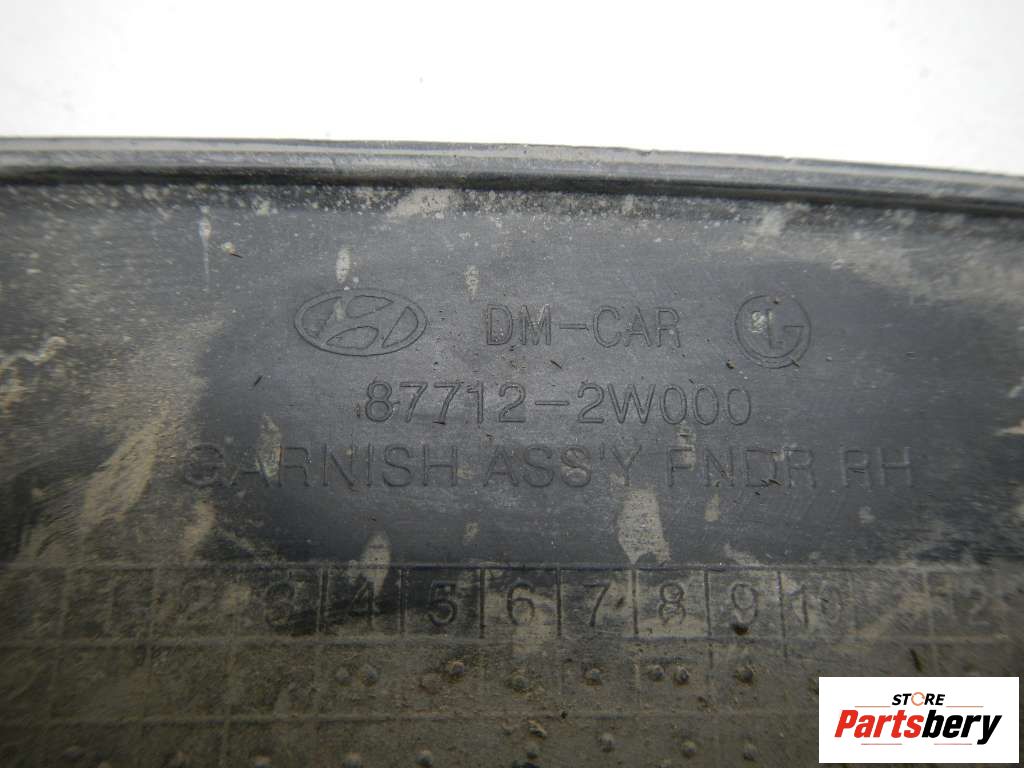 DM-CAR
87712-2W000
GARNISH ASS'Y FNDR RH
2 3 4 5 6 7 8 9 10 12
STORE
Partsbery